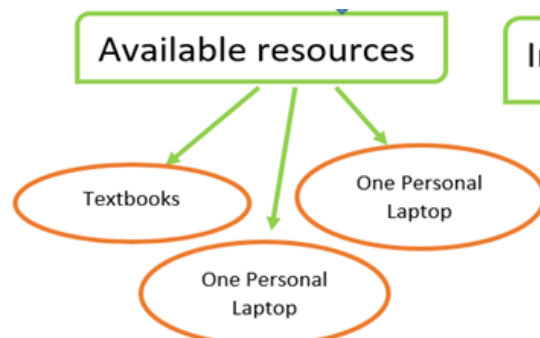 Available resources
Textbooks
One Personal
Laptop
One Personal
Laptop